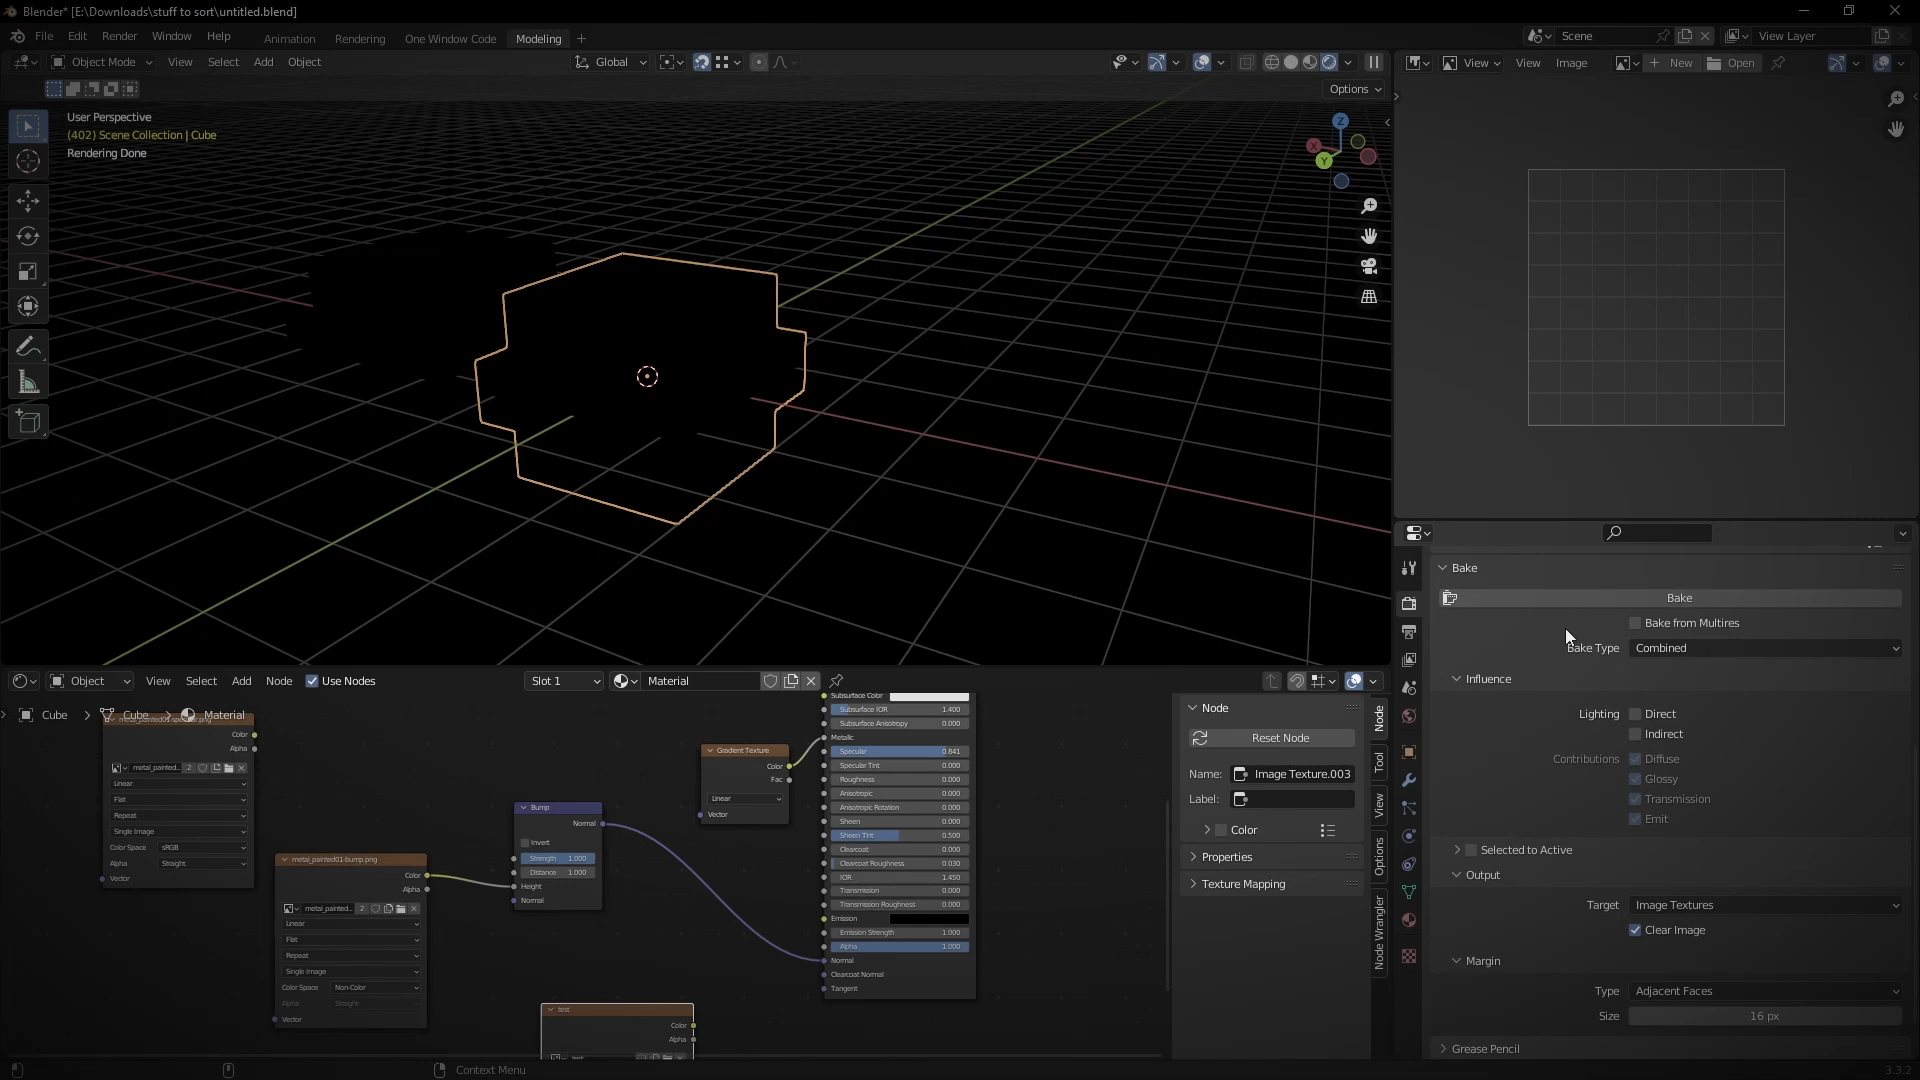 Blender* [E:\Downloads\stuff to sort\untitled.blend]
File Edit Render Window Help Animation Rendering One Window Code Modeling + Scene View Layer
Object Mode View Select Add Object Global View View Image + New Open
Options
User Perspective
(402) Scene Collection | Cube
Rendering Done
Z
X
Y
Bake
Bake
Bake from Multires
Bake Type Combined
Influence
Lighting Direct
Indirect
Contributions Diffuse
Glossy
Transmission
Emit
Selected to Active
Output
Target Image Textures
Clear Image
Margin
Type Adjacent Faces
Size 16 px
Grease Pencil
Object View Select Add Node Use Nodes Slot 1 Material
Cube > Cube > Material
Color
Alpha
metal_painted... 2
Linear
Flat
Repeat
Single Image
Color Space sRGB
Alpha Straight
Vector
metal_painted01-bump.png
Color
Alpha
metal_painted... 2
Linear
Flat
Repeat
Single Image
Color Space Non-Color
Alpha Straight
Vector
Bump
Normal
Invert
Strength 1.000
Distance 1.000
Height
Normal
test
Color
Alpha
test
Gradient Texture
Color
Fac
Linear
Vector
Subsurface Color
Subsurface IOR 1.400
Subsurface Anisotropy 0.000
Metallic
Specular 0.841
Specular Tint 0.000
Roughness 0.000
Anisotropic 0.000
Anisotropic Rotation 0.000
Sheen 0.000
Sheen Tint 0.500
Clearcoat 0.000
Clearcoat Roughness 0.030
IOR 1.450
Transmission 0.000
Transmission Roughness 0.000
Emission
Emission Strength 1.000
Alpha 1.000
Normal
Clearcoat Normal
Tangent
Node
Reset Node
Name: Image Texture.003
Label:
Color
Properties
Texture Mapping
Node
Tool
View
Options
Node Wrangler
Context Menu
3.3.2